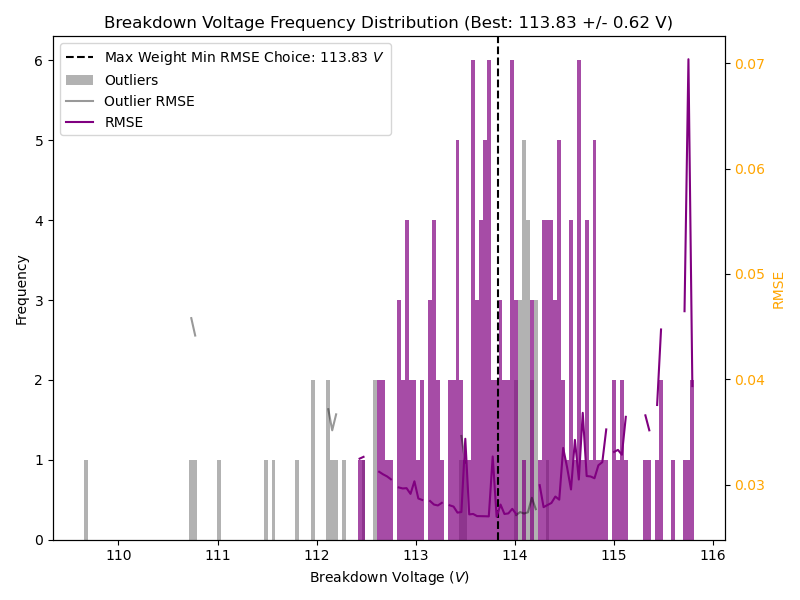 Breakdown Voltage Frequency Distribution (Best: 113.83 +/- 0.62 V)
Max Weight Min RMSE Choice: 113.83 V
Outliers
Outlier RMSE
RMSE
Frequency
6
5
4
3
2
1
0
0.07
0.06
0.05
0.04
0.03
RMSE
110
111
112
113
114
115
116
Breakdown Voltage (V)